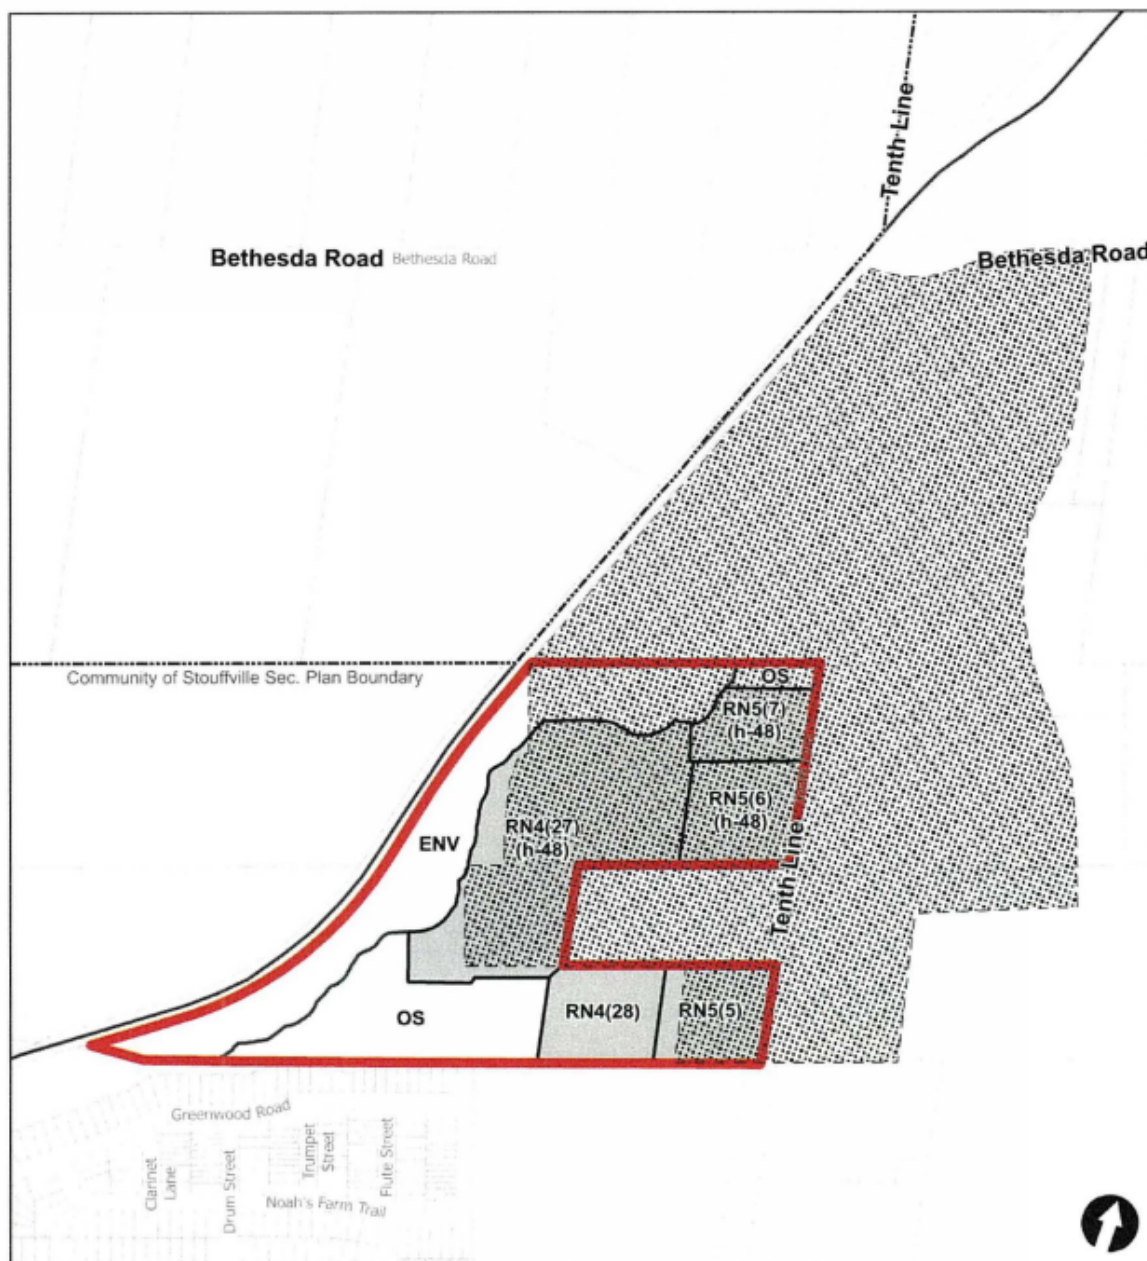 Tenth Line
Bethesda Road
Bethesda Road
Bethesda Road
Community of Stouffville Sec. Plan Boundary
OS
RN5(7)
(h-48)
RN5(6)
(h-48)
RN4(27)
(h-48)
ENV
Tenth Line
OS
RN4(28)
RN5(5)
Greenwood Road
Clarinet
Lane
Drum Street
Trumpet
Street
Flute Street
Noah's Farm Trail